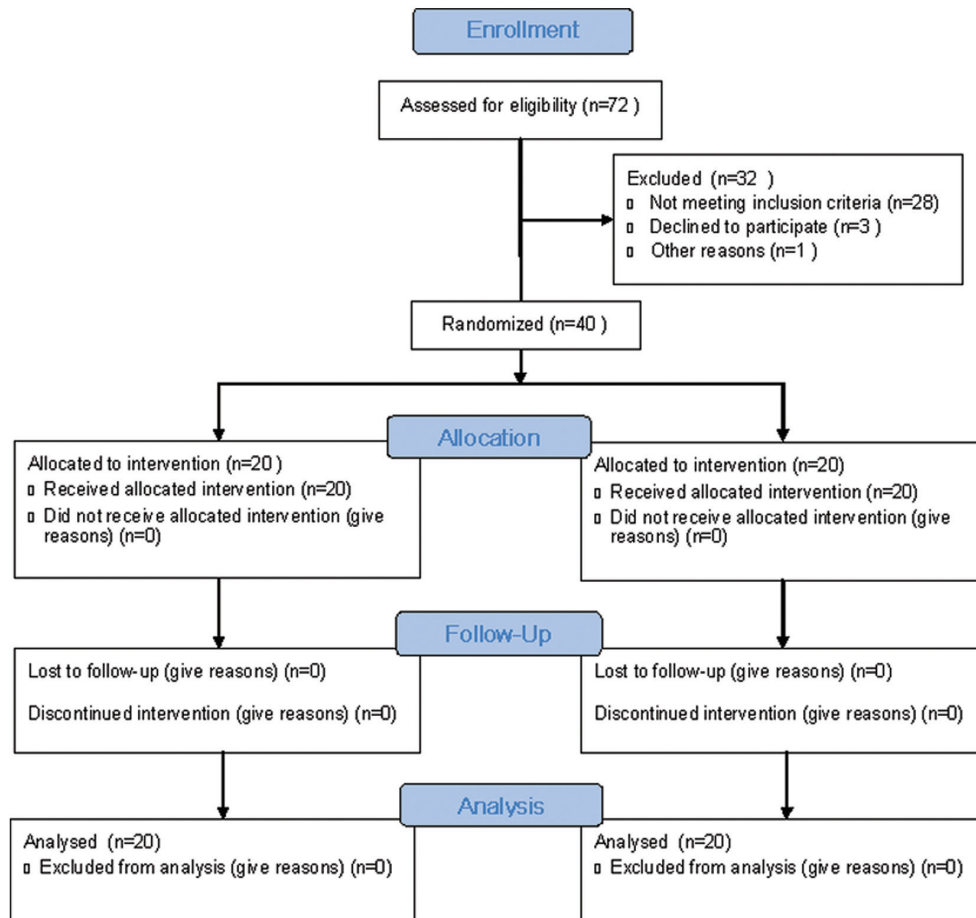 Enrollment
Assessed for eligibility (n=72 )
Excluded (n=32 )
▯ Not meeting inclusion criteria (n=28)
▯ Declined to participate (n=3 )
▯ Other reasons (n=1 )
Randomized (n=40 )
Allocation
Allocated to intervention (n=20 )
▯ Received allocated intervention (n=20)
▯ Did not receive allocated intervention (give
reasons) (n=0)
Allocated to intervention (n=20)
▯ Received allocated intervention (n=20)
▯ Did not receive allocated intervention (give
reasons) (n=0)
Follow-Up
Lost to follow-up (give reasons) (n=0)
Discontinued intervention (give reasons) (n=0)
Lost to follow-up (give reasons) (n=0)
Discontinued intervention (give reasons) (n=0)
Analysis
Analysed (n=20)
▯ Excluded from analysis (give reasons) (n=0)
Analysed (n=20)
▯ Excluded from analysis (give reasons) (n=0)